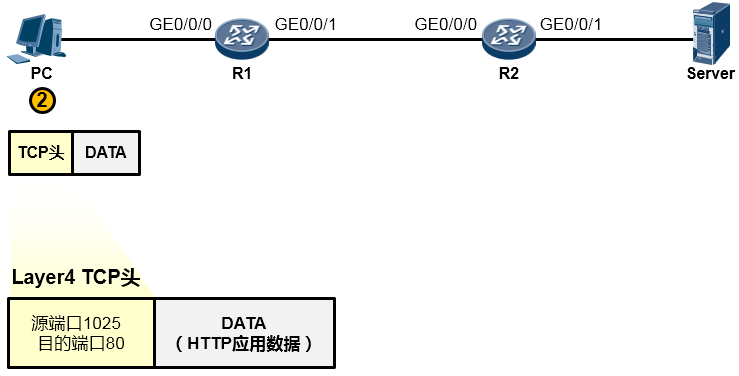 GE0/0/0
GE0/0/1
GE0/0/0
GE0/0/1
PC
R1
R2
Server
2
TCP头
DATA
Layer4 TCP头
源端口1025
目的端口80
DATA
（HTTP应用数据）